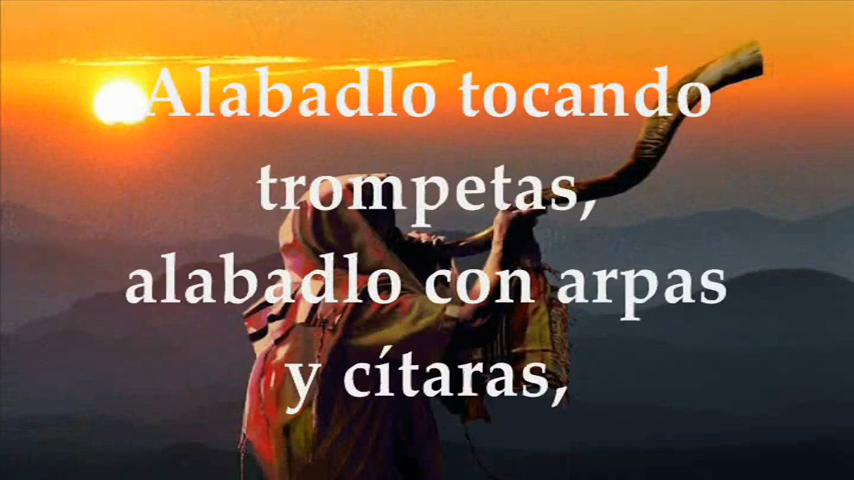 Alabadlo tocando
trompetas,
alabadlo con arpas
y cítaras,